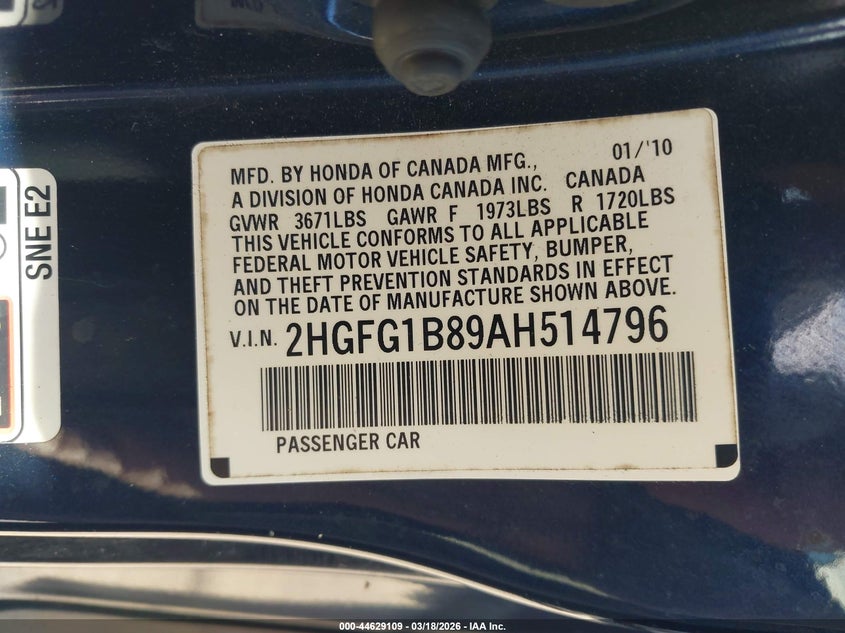 MFD. BY HONDA OF CANADA MFG., 01/'10
A DIVISION OF HONDA CANADA INC. CANADA
GVWR 3671LBS GAWR F 1973LBS R 1720LBS
THIS VEHICLE CONFORMS TO ALL APPLICABLE
FEDERAL MOTOR VEHICLE SAFETY, BUMPER,
AND THEFT PREVENTION STANDARDS IN EFFECT
ON THE DATE OF MANUFACTURE SHOWN ABOVE.
V.I.N. 2HGFG1B89AH514796
PASSENGER CAR
SNE E2
000-44629109 - 03/18/2026 - IAA Inc.